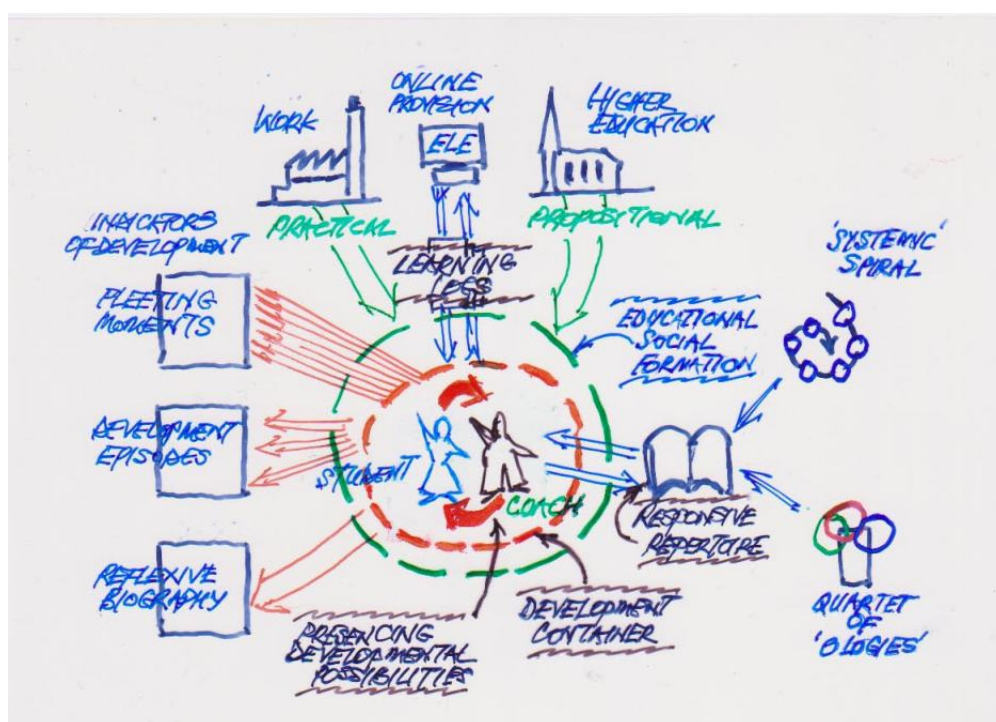 WORK
ONLINE
PROVISION
ELE
HIGHER
EDUCATION
PRACTICAL
PROPOSITIONAL
LEARNING
LOGS
INDICATORS
OF DEVELOPMENT
FLEETING
MOMENTS
DEVELOPMENT
EPISODES
REFLEXIVE
BIOGRAPHY
'SYSTEMIC'
SPIRAL
EDUCATIONAL
SOCIAL
FORMATION
STUDENT
COACH
RESPONSIVE
REPERTOIRE
QUARTET
OF
'OLOGIES'
DEVELOPMENT
CONTAINER
PRESENCING
DEVELOPMENTAL
POSSIBILITIES